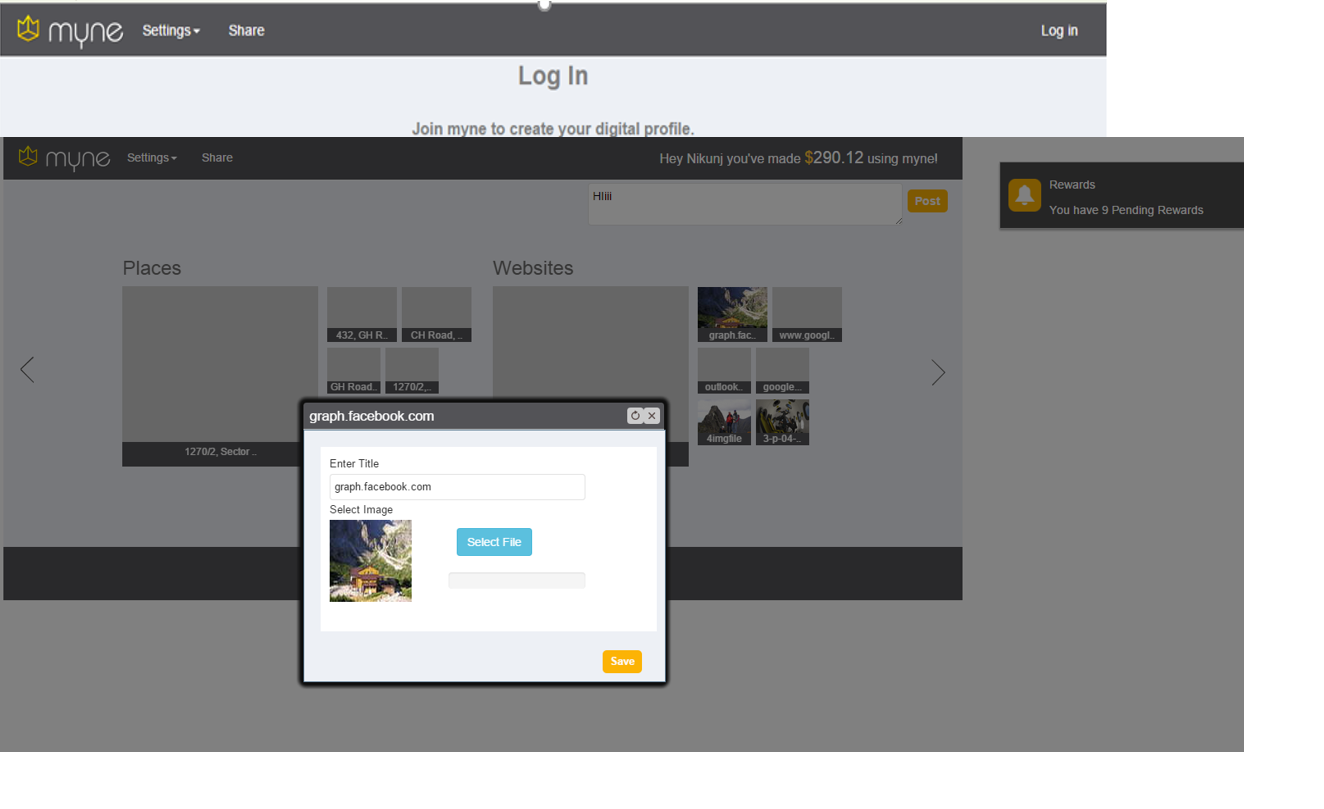 myne Settings Share Log in
Log In
Join myne to create your digital profile.
myne Settings Share Hey Nikunj you've made $290.12 using myne!
Rewards
You have 9 Pending Rewards
HIiii
Post
Places
Websites
432, GH R..
CH Road, ..
GH Road..
1270/2,..
1270/2, Sector ..
graph.fac..
www.googl..
outlook..
google...
4imgfile
3-p-04-..
graph.facebook.com
Enter Title
graph.facebook.com
Select Image
Select File
Save